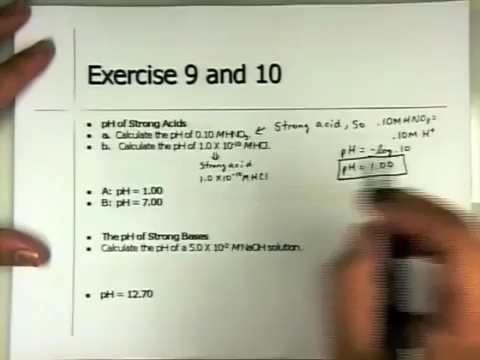 Exercise 9 and 10
pH of Strong Acids
a. Calculate the pH of 0.10 M HNO₃. ← Strong acid, So .10M HNO₃ =
.10M H⁺
b. Calculate the pH of 1.0 X 10⁻¹⁰ M HCl.
pH = -log .10
Strong acid
pH = 1.00
1.0 X 10⁻¹⁰ M HCl
A: pH = 1.00
B: pH = 7.00
The pH of Strong Bases
Calculate the pH of a 5.0 X 10⁻² M NaOH solution.
pH = 12.70